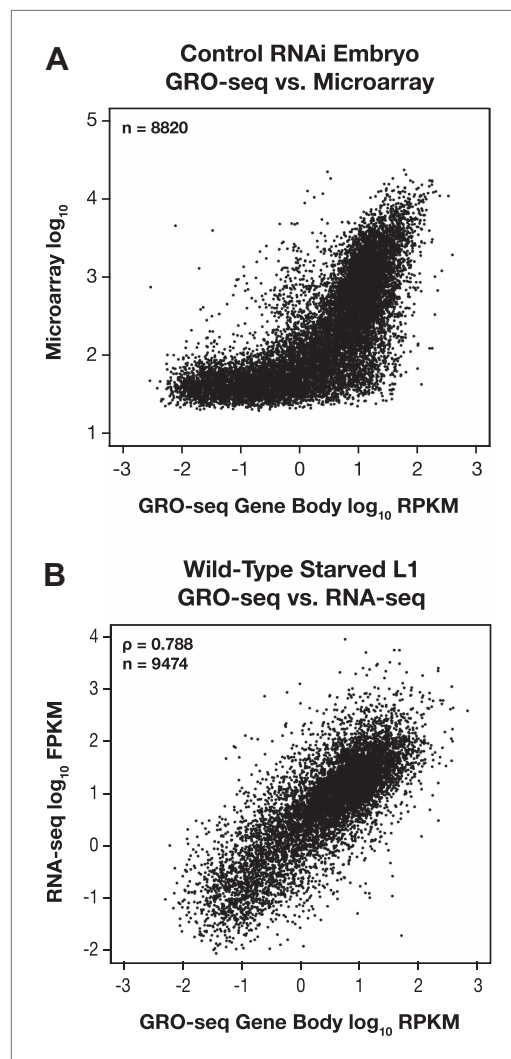 A
Control RNAi Embryo
GRO-seq vs. Microarray
n = 8820
5
4
3
2
1
Microarray log10
-3 -2 -1 0 1 2 3
GRO-seq Gene Body log10 RPKM
B
Wild-Type Starved L1
GRO-seq vs. RNA-seq
ρ = 0.788
n = 9474
4
3
2
1
0
-1
-2
RNA-seq log10 FPKM
-3 -2 -1 0 1 2 3
GRO-seq Gene Body log10 RPKM